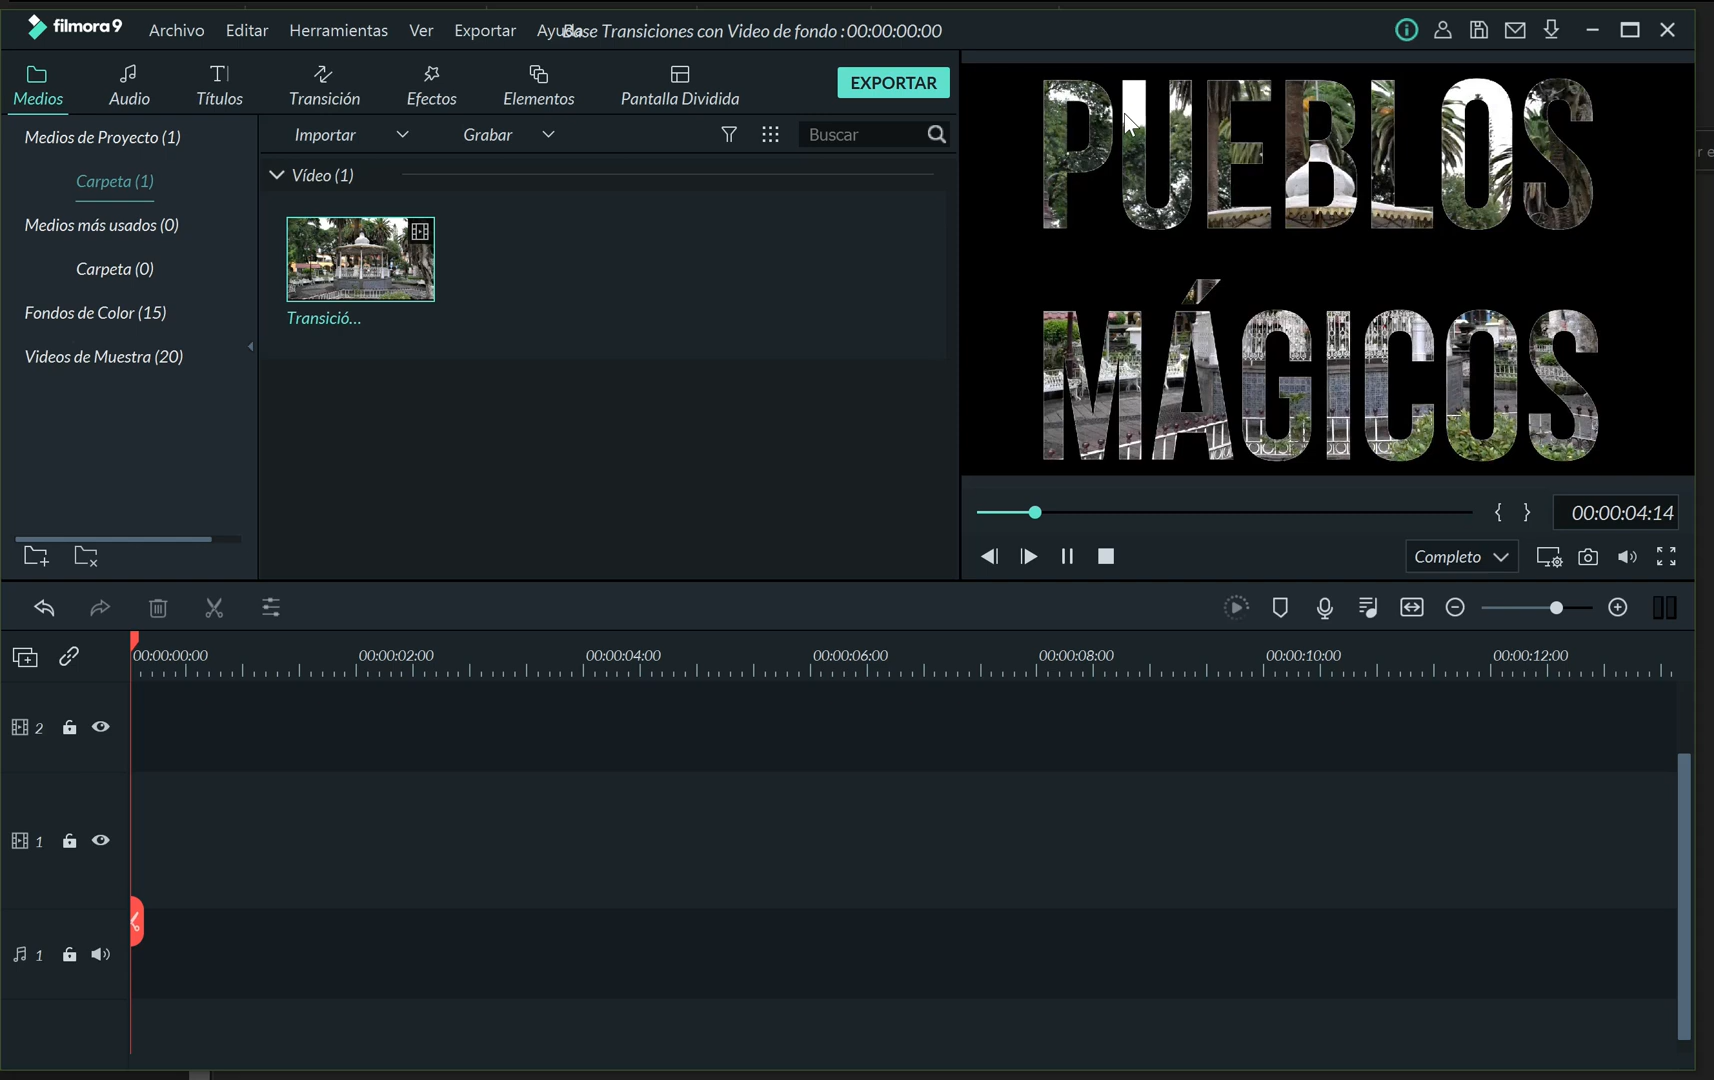 filmora9
Archivo Editar Herramientas Ver Exportar Ayuda
Base Transiciones con Video de fondo : 00:00:00:00
Medios Audio Títulos Transición Efectos Elementos Pantalla Dividida
EXPORTAR
Medios de Proyecto (1)
Carpeta (1)
Medios más usados (0)
Carpeta (0)
Fondos de Color (15)
Videos de Muestra (20)
Importar Grabar Buscar
Vídeo (1)
Transició...
PUEBLOS
MÁGICOS
{ } 00:00:04:14
Completo
00:00:00:00 00:00:02:00 00:00:04:00 00:00:06:00 00:00:08:00 00:00:10:00 00:00:12:00
2
1
1